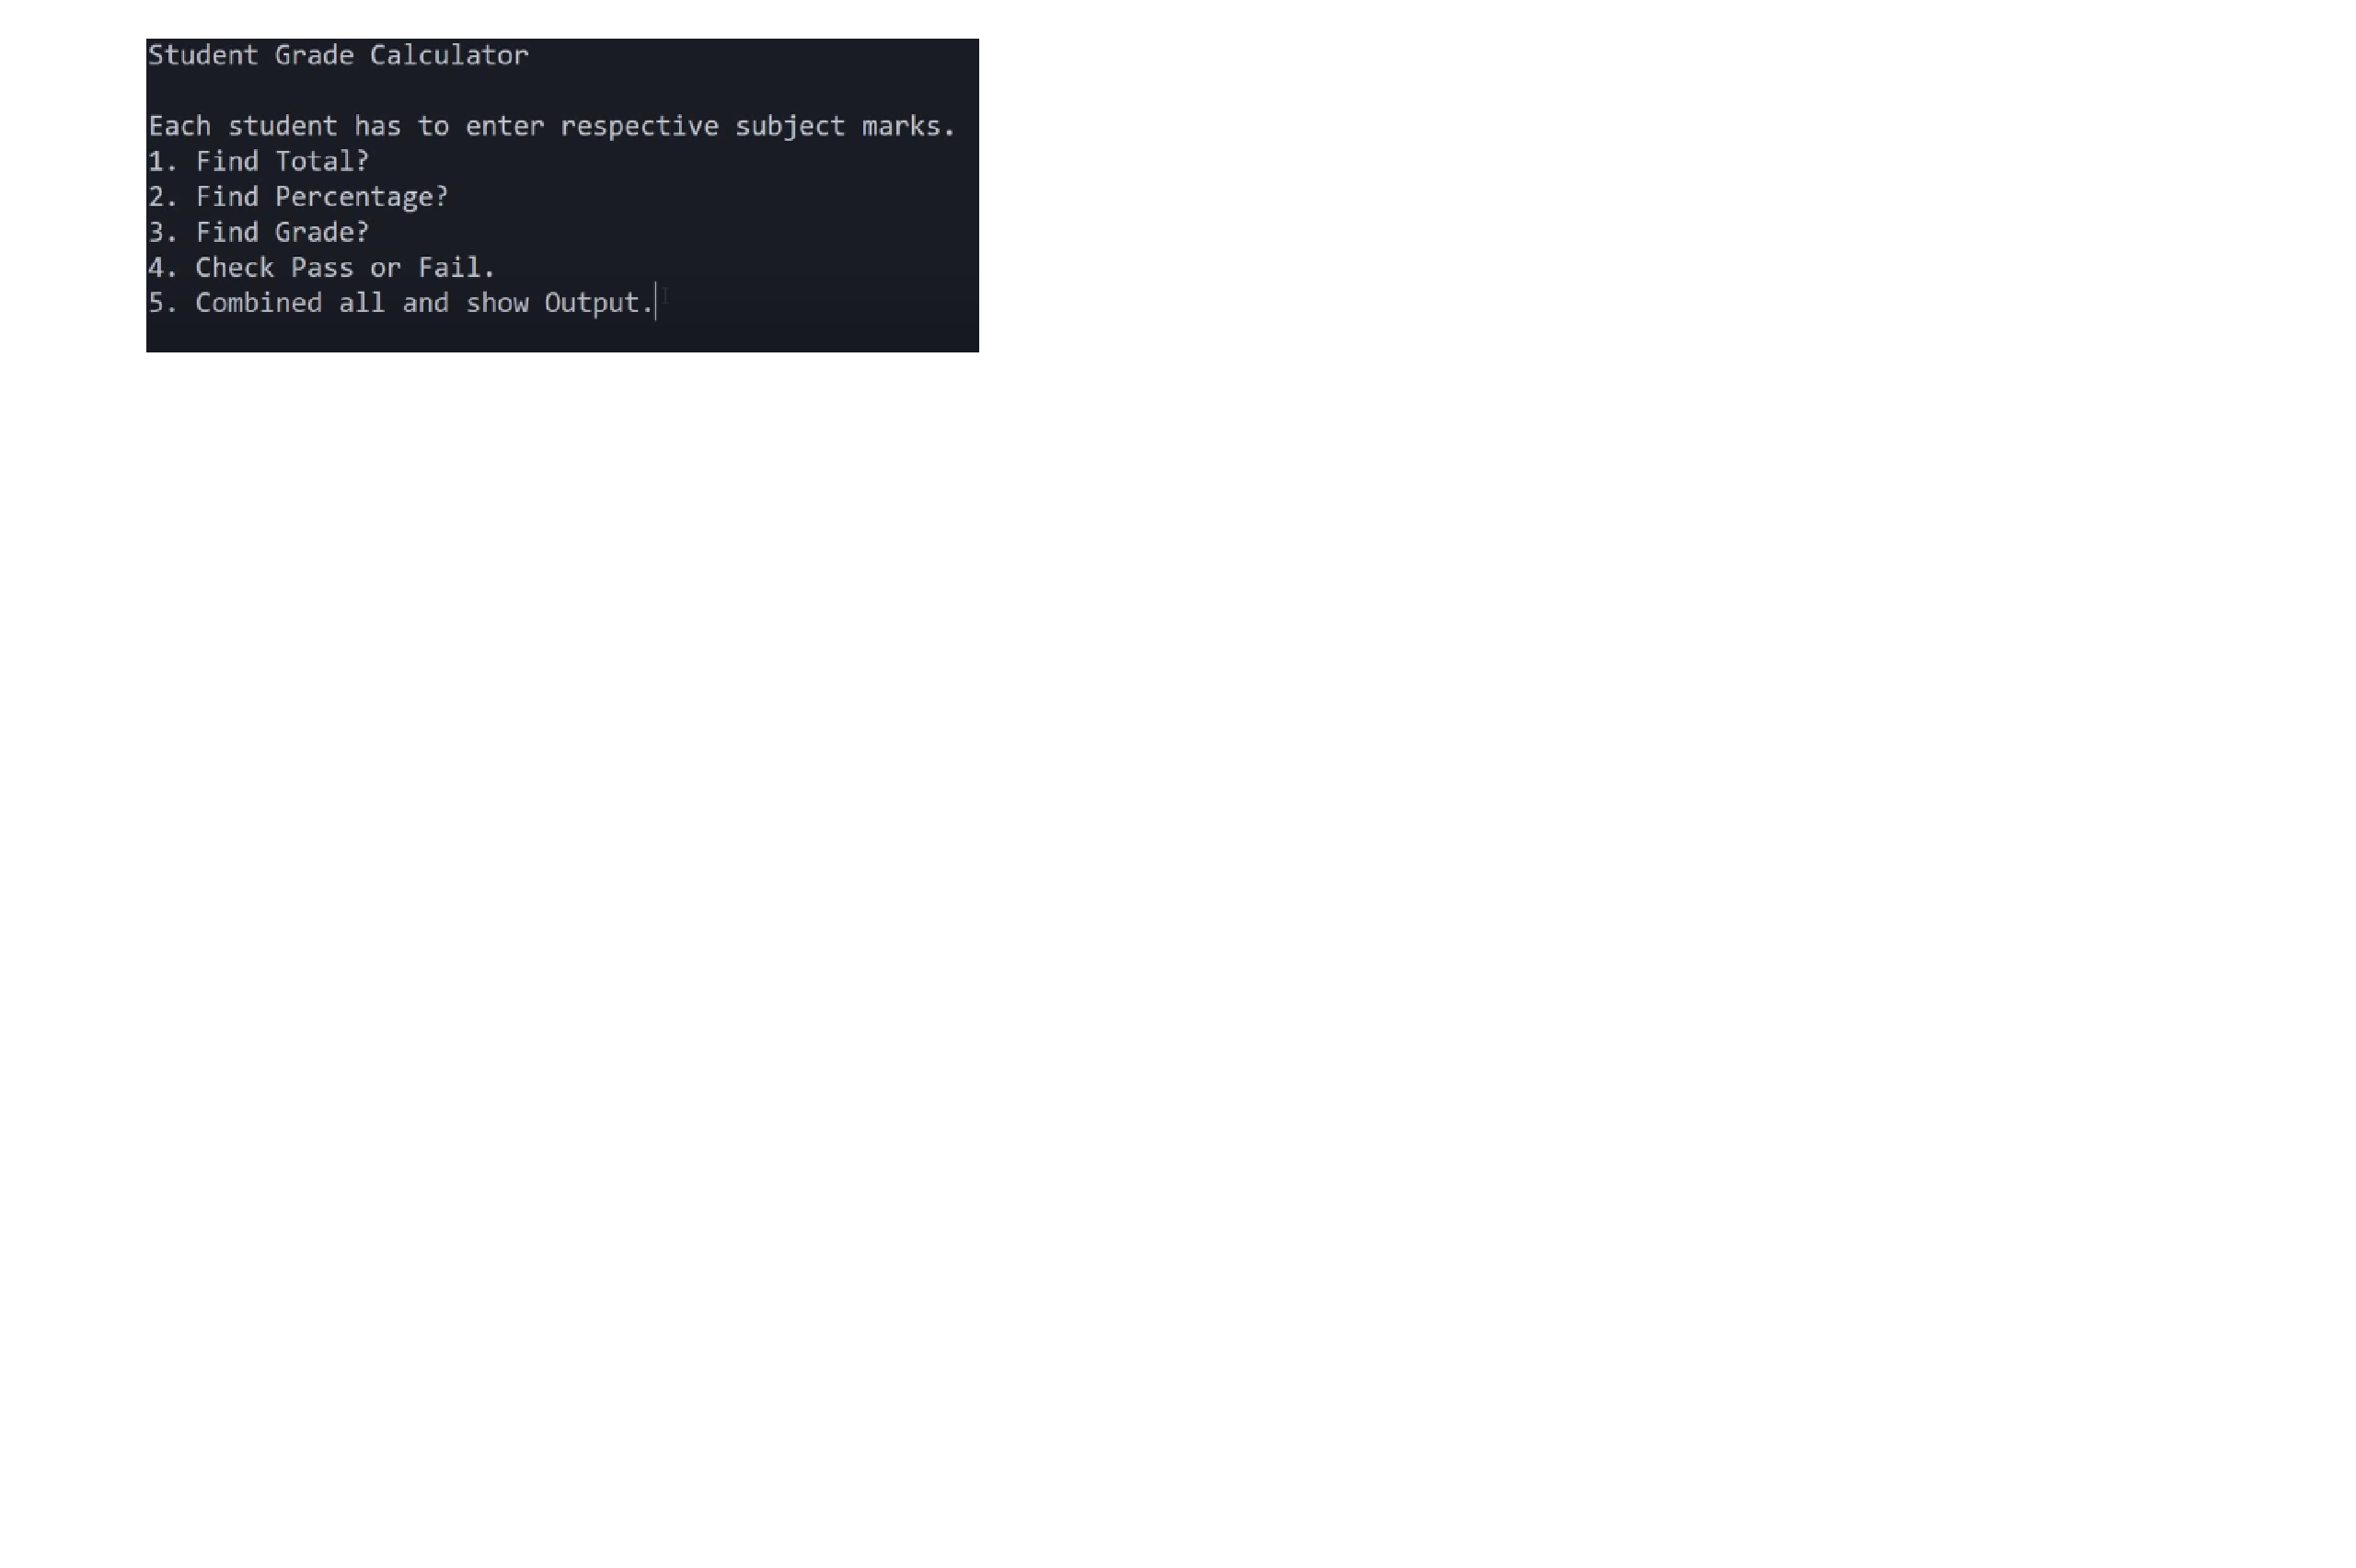 Student Grade Calculator
Each student has to enter respective subject marks.
1. Find Total?
2. Find Percentage?
3. Find Grade?
4. Check Pass or Fail.
5. Combined all and show Output.